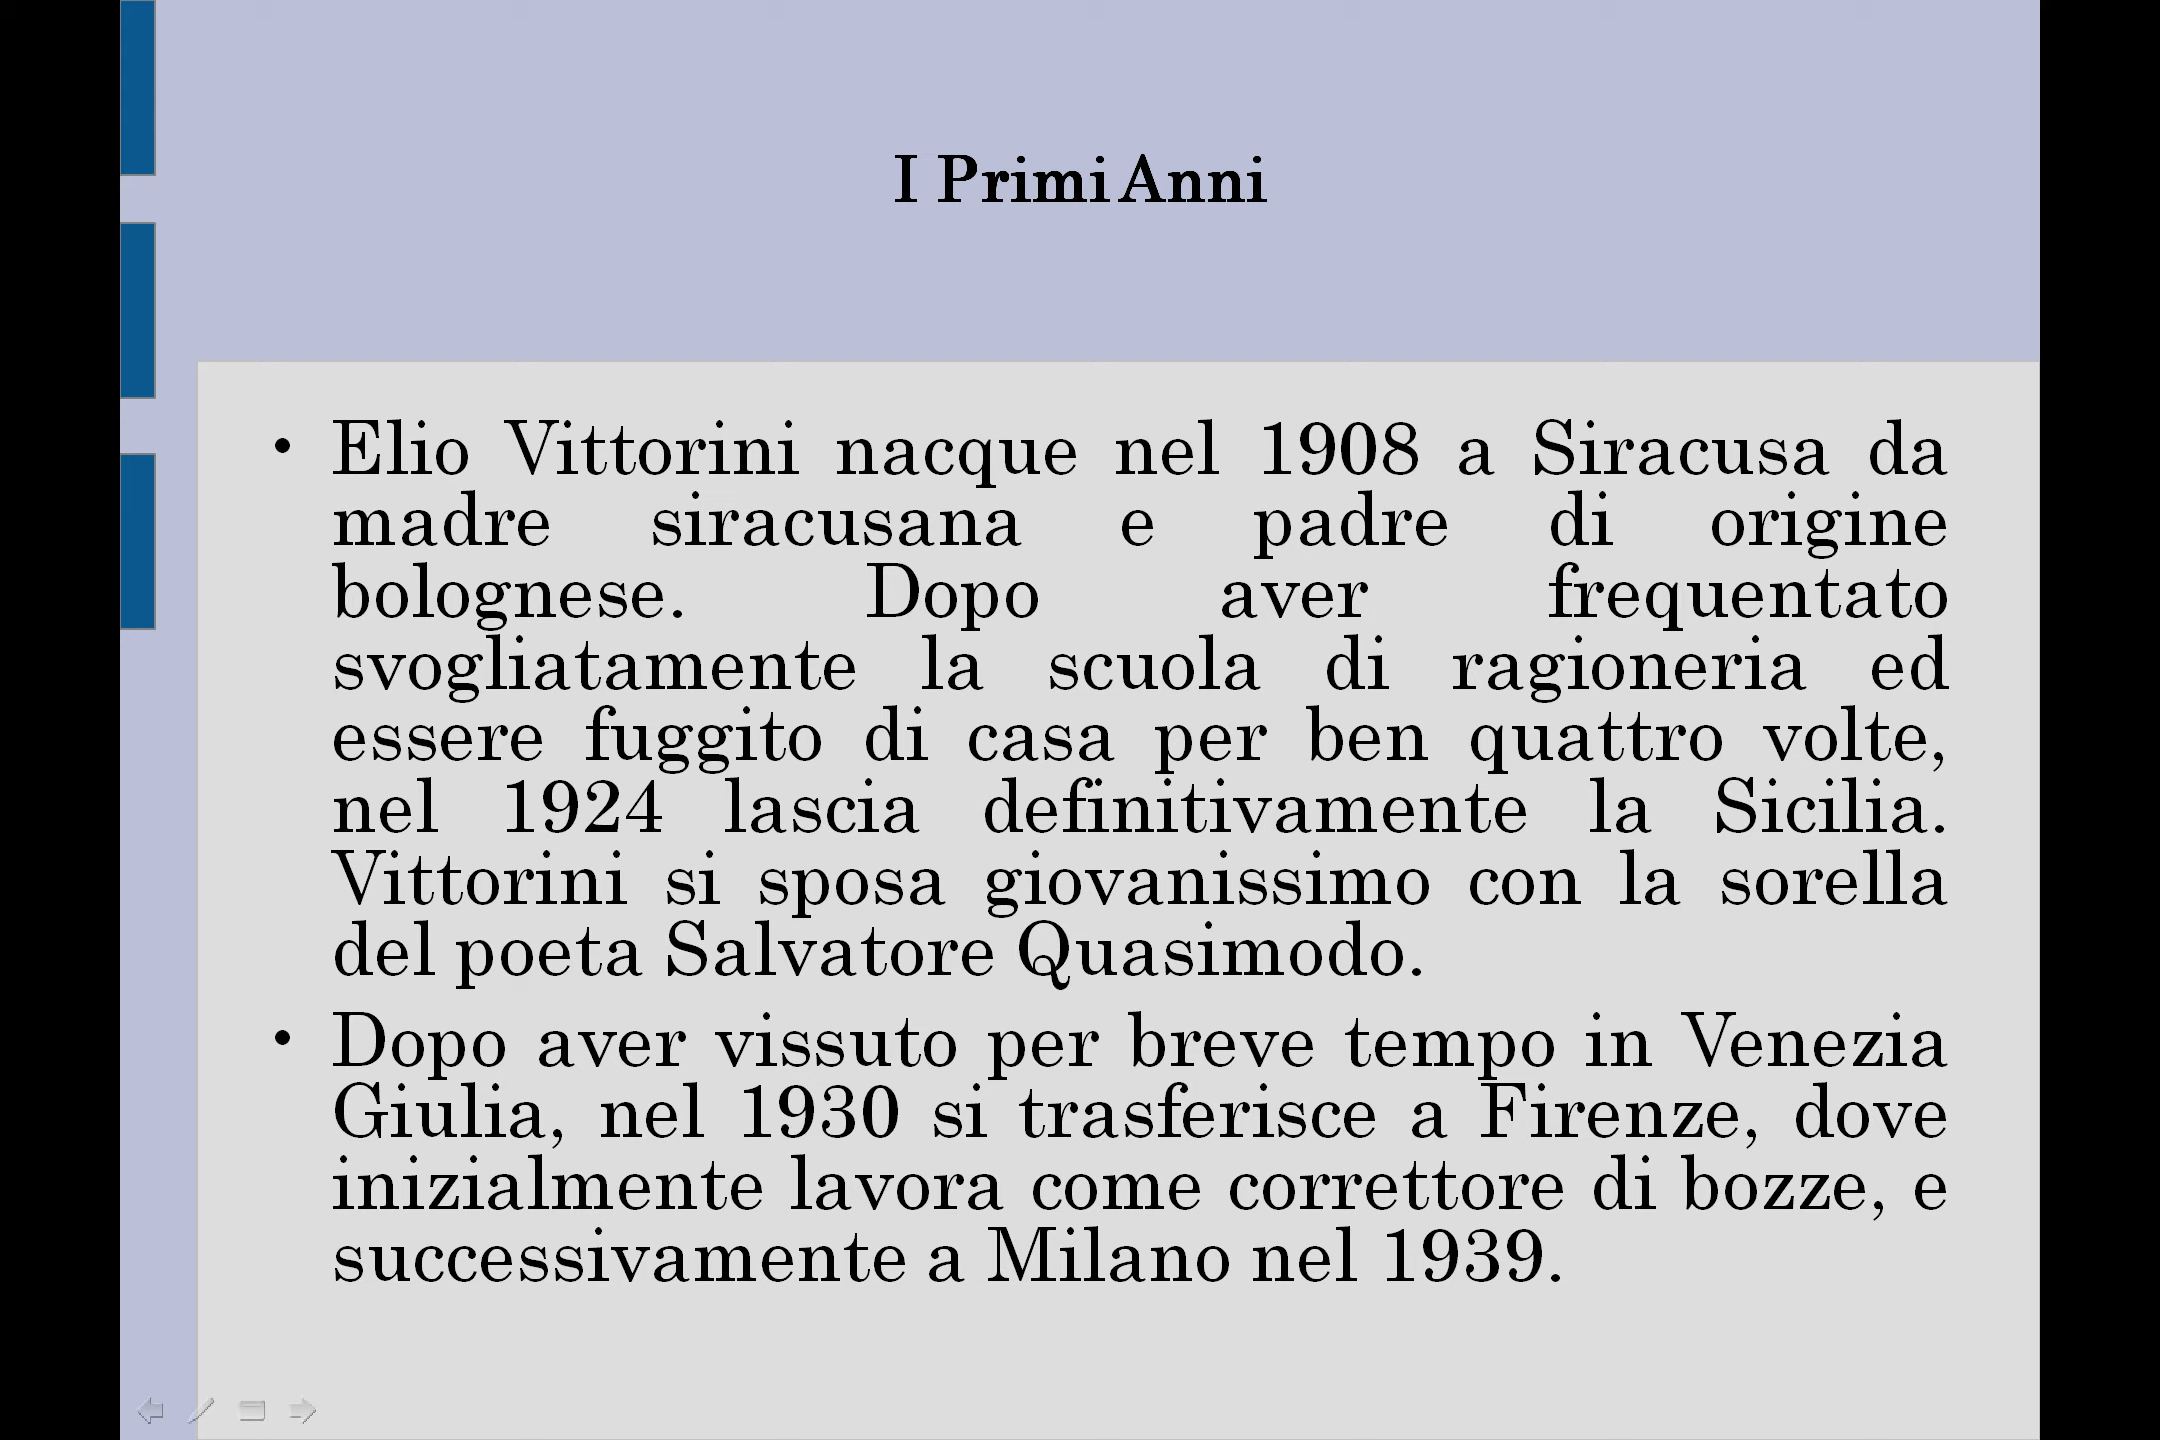 I Primi Anni
• Elio Vittorini nacque nel 1908 a Siracusa da
madre siracusana e padre di origine
bolognese. Dopo aver frequentato
svogliatamente la scuola di ragioneria ed
essere fuggito di casa per ben quattro volte,
nel 1924 lascia definitivamente la Sicilia.
Vittorini si sposa giovanissimo con la sorella
del poeta Salvatore Quasimodo.
• Dopo aver vissuto per breve tempo in Venezia
Giulia, nel 1930 si trasferisce a Firenze, dove
inizialmente lavora come correttore di bozze, e
successivamente a Milano nel 1939.